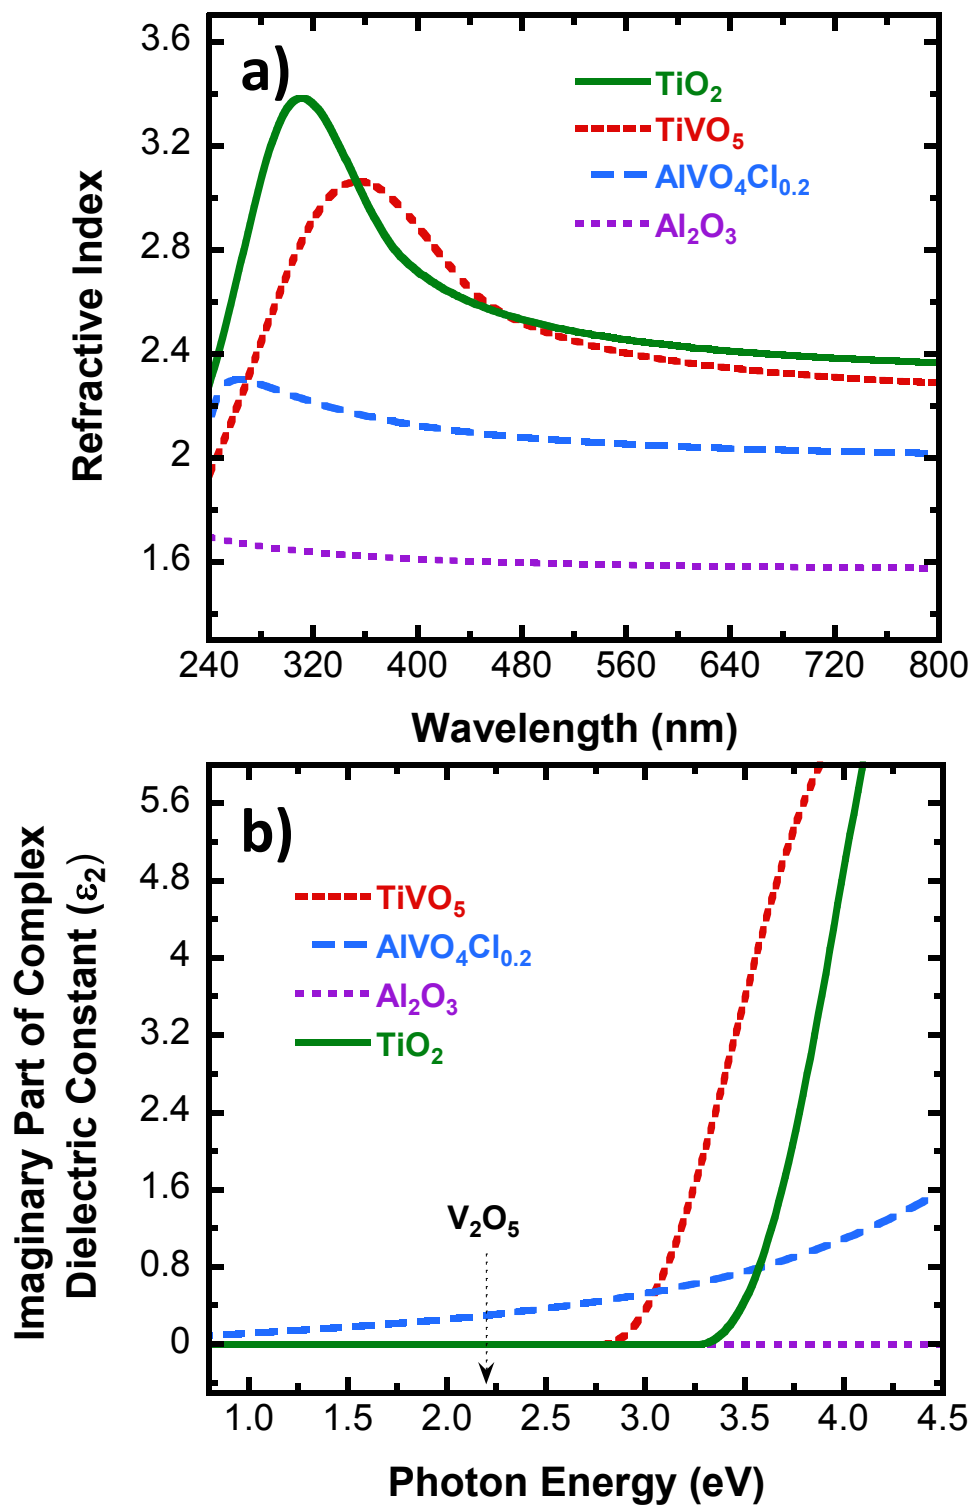 a)
3.6
3.2
2.8
2.4
2
1.6
Refractive Index
TiO2
TiVO5
AlVO4Cl0.2
Al2O3
240 320 400 480 560 640 720 800
Wavelength (nm)
b)
5.6
4.8
4
3.2
2.4
1.6
0.8
0
Imaginary Part of Complex
Dielectric Constant (ε2)
TiVO5
AlVO4Cl0.2
Al2O3
TiO2
V2O5
1.0 1.5 2.0 2.5 3.0 3.5 4.0 4.5
Photon Energy (eV)